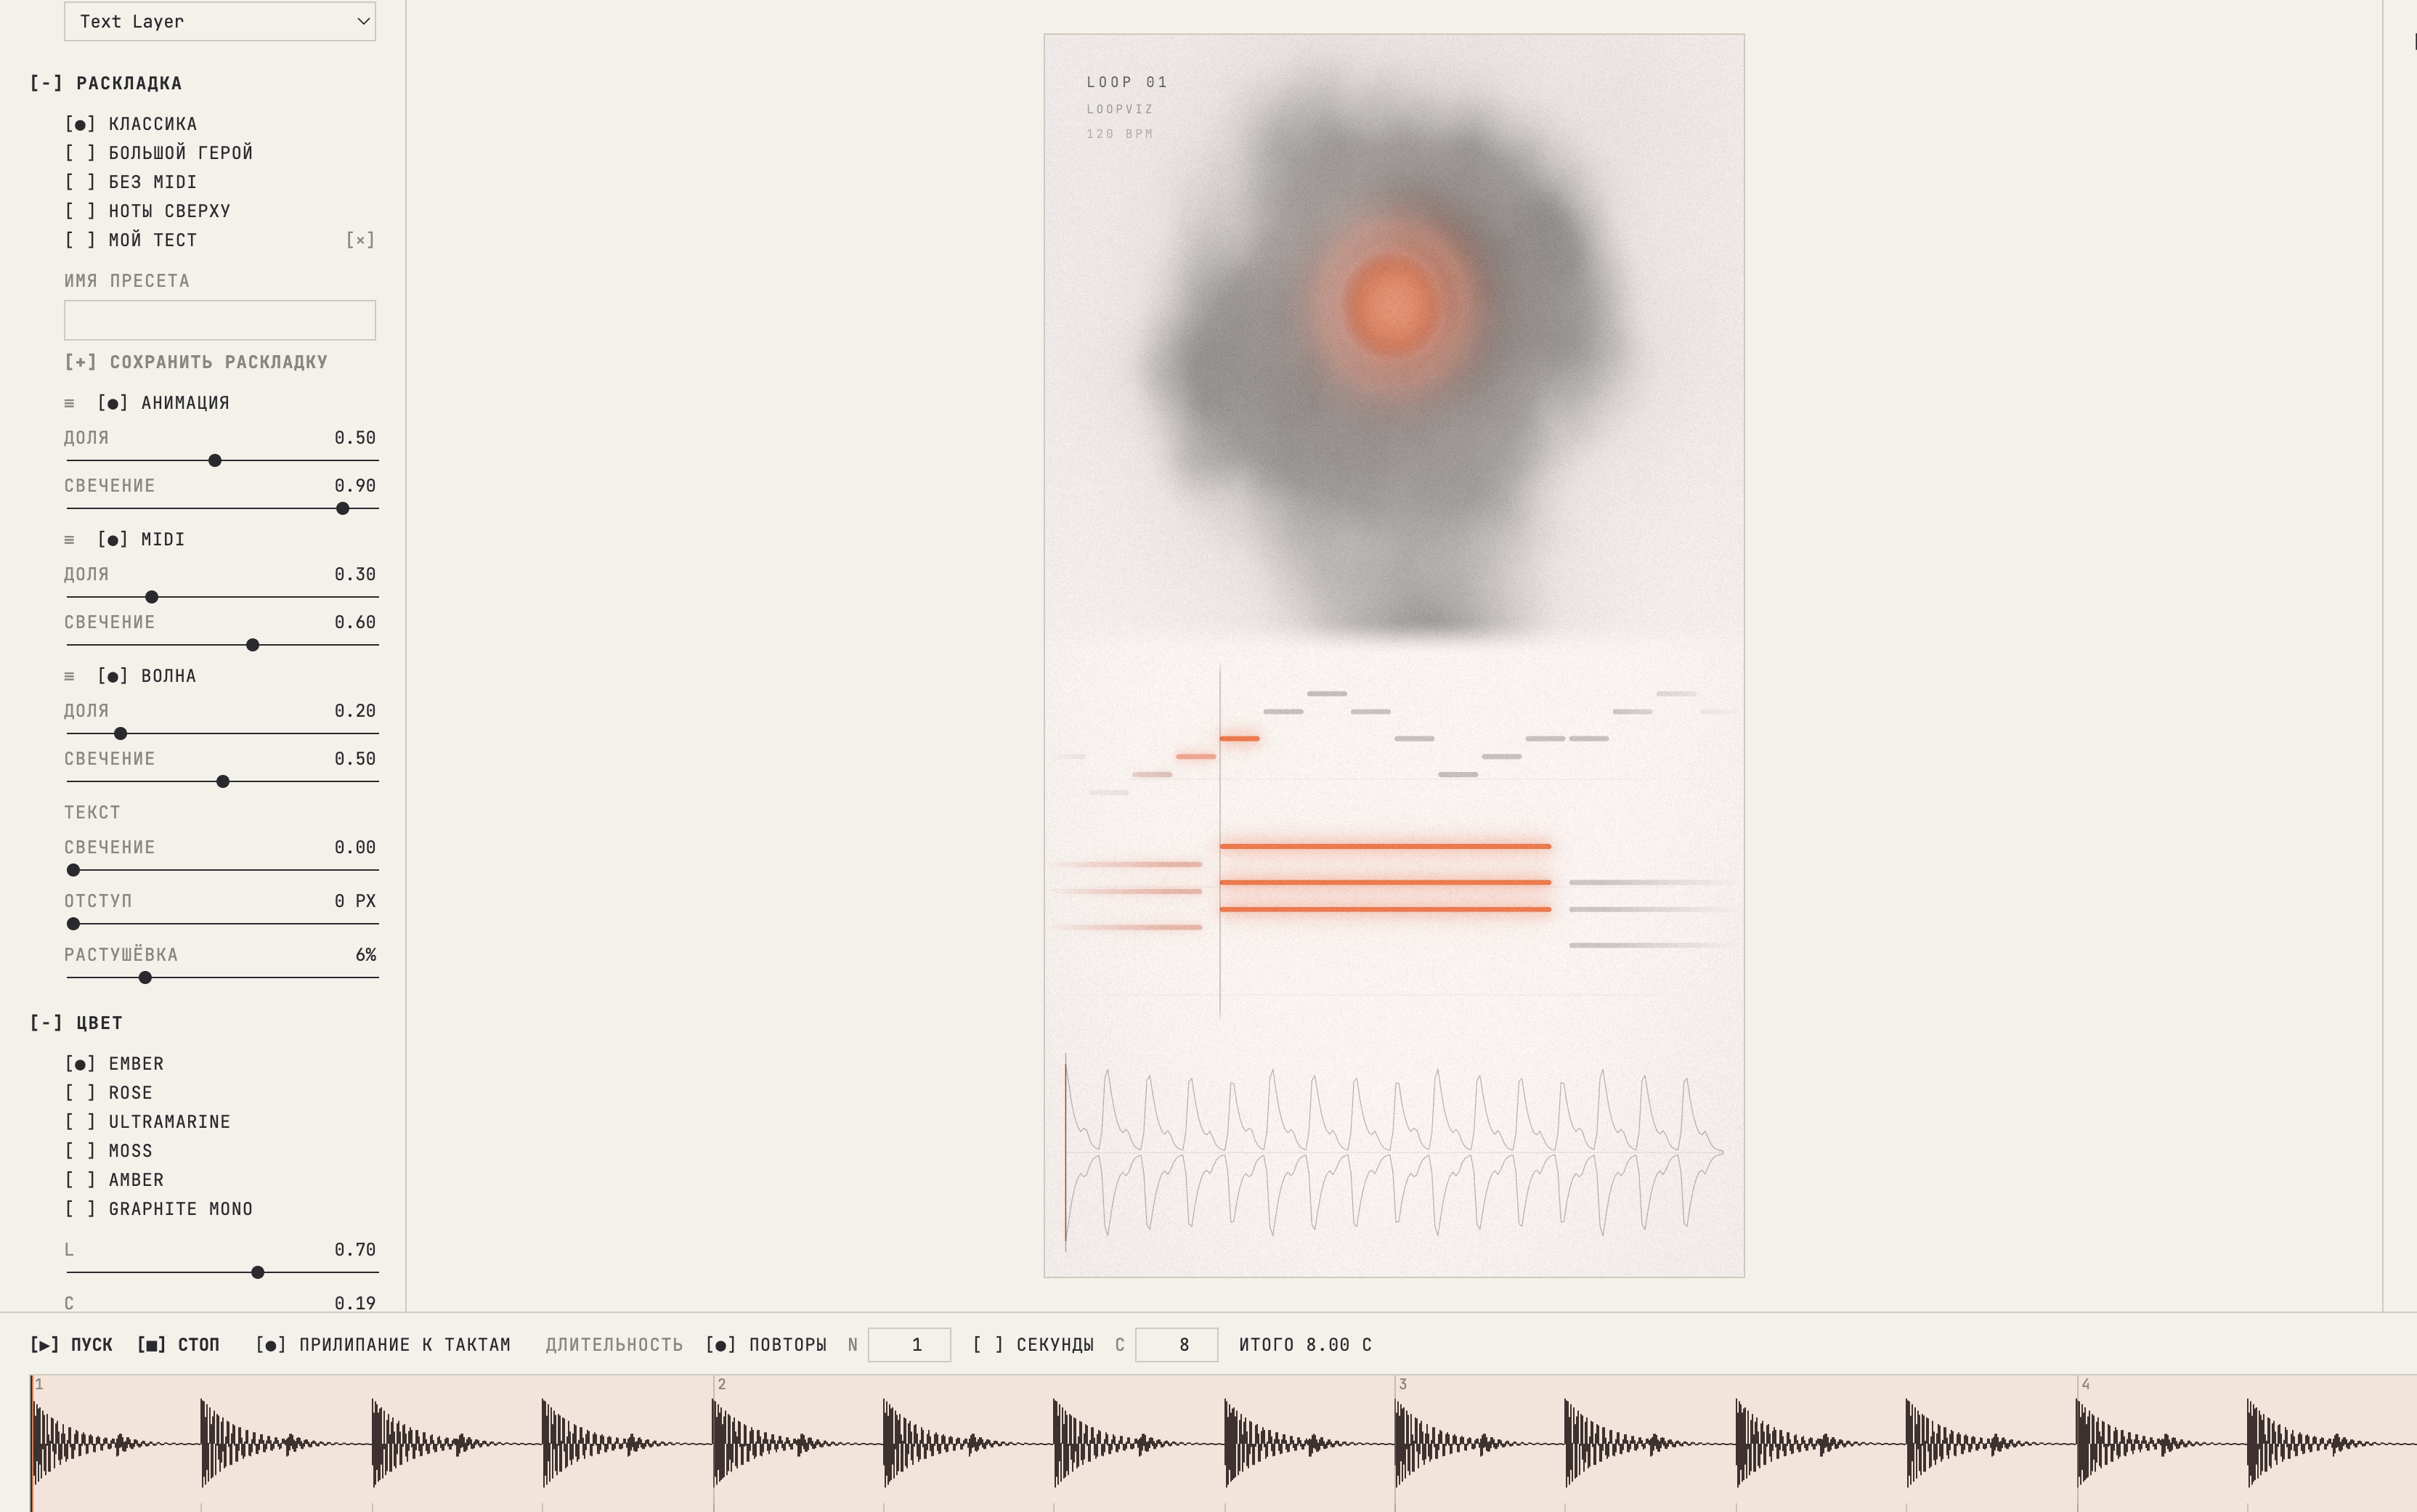 Text Layer
[-] РАСКЛАДКА
[●] КЛАССИКА
[ ] БОЛЬШОЙ ГЕРОЙ
[ ] БЕЗ MIDI
[ ] НОТЫ СВЕРХУ
[ ] МОЙ ТЕСТ [×]
ИМЯ ПРЕСЕТА
[+] СОХРАНИТЬ РАСКЛАДКУ
≡ [●] АНИМАЦИЯ
ДОЛЯ 0.50
СВЕЧЕНИЕ 0.90
≡ [●] MIDI
ДОЛЯ 0.30
СВЕЧЕНИЕ 0.60
≡ [●] ВОЛНА
ДОЛЯ 0.20
СВЕЧЕНИЕ 0.50
ТЕКСТ
СВЕЧЕНИЕ 0.00
ОТСТУП 0 PX
РАСТУШЁВКА 6%
[-] ЦВЕТ
[●] EMBER
[ ] ROSE
[ ] ULTRAMARINE
[ ] MOSS
[ ] AMBER
[ ] GRAPHITE MONO
L 0.70
C 0.19
LOOP 01
LOOPVIZ
120 BPM
[▶] ПУСК [■] СТОП [●] ПРИЛИПАНИЕ К ТАКТАМ ДЛИТЕЛЬНОСТЬ [●] ПОВТОРЫ N 1 [ ] СЕКУНДЫ С 8 ИТОГО 8.00 С
1 2 3 4